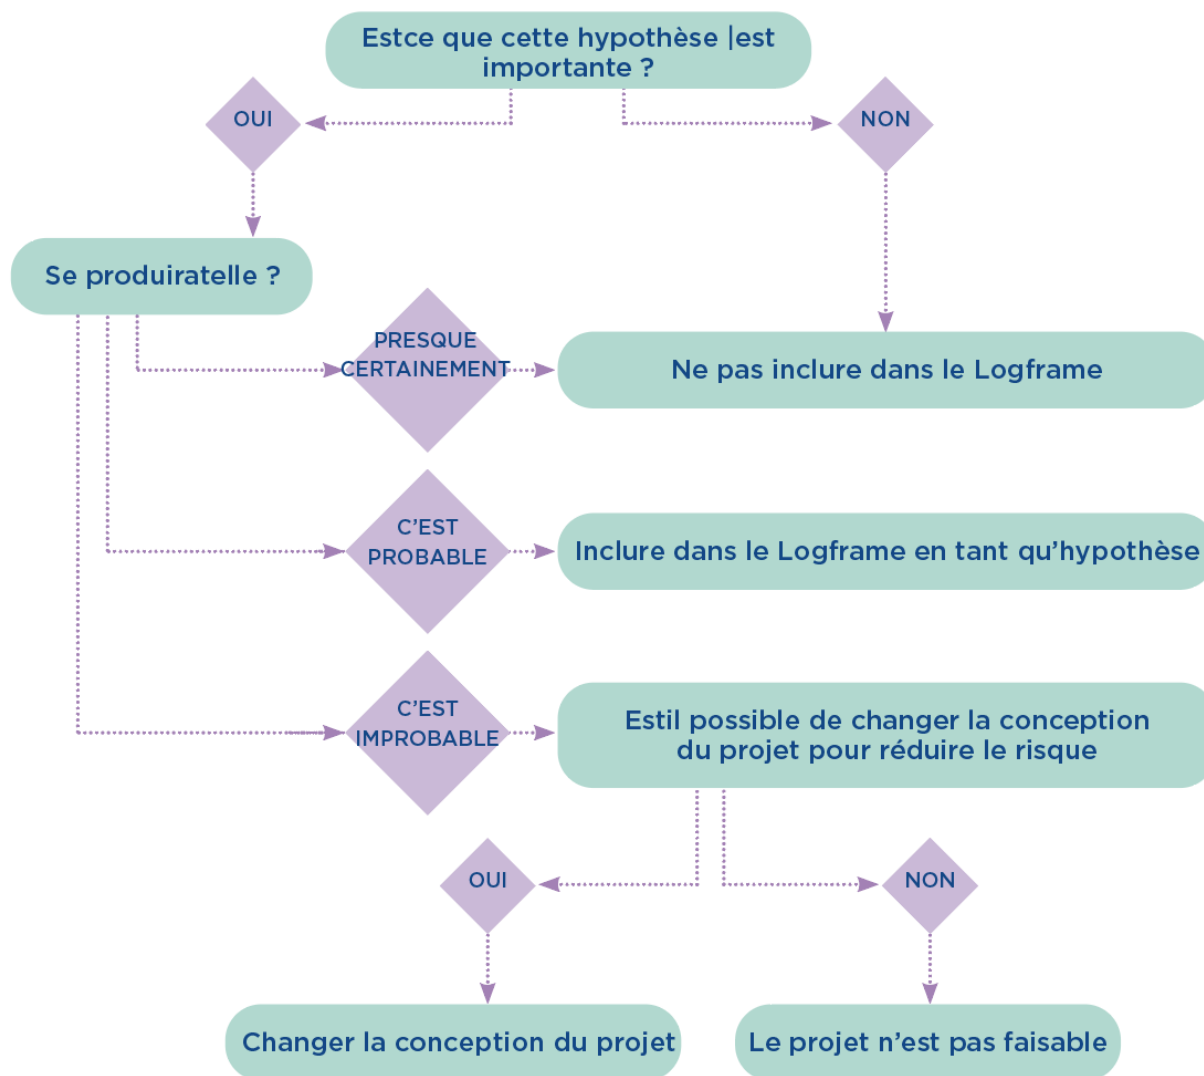 Estce que cette hypothèse |est
importante ?
OUI
NON
Se produiratelle ?
PRESQUE
CERTAINEMENT
Ne pas inclure dans le Logframe
C’EST
PROBABLE
Inclure dans le Logframe en tant qu’hypothèse
C’EST
IMPROBABLE
Estil possible de changer la conception
du projet pour réduire le risque
OUI
NON
Changer la conception du projet
Le projet n’est pas faisable